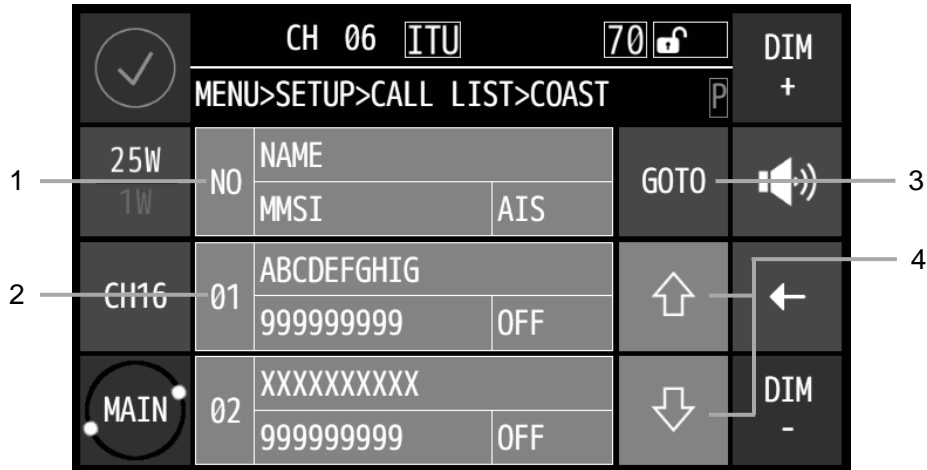 CH 06 ITU 70
DIM
+
MENU>SETUP>CALL LIST>COAST P
25W
1W
1
NO
NAME
MMSI AIS
GOTO
3
2
CH16
01
ABCDEFGHIG
999999999 OFF
4
MAIN
02
XXXXXXXXXX
999999999 OFF
DIM
-